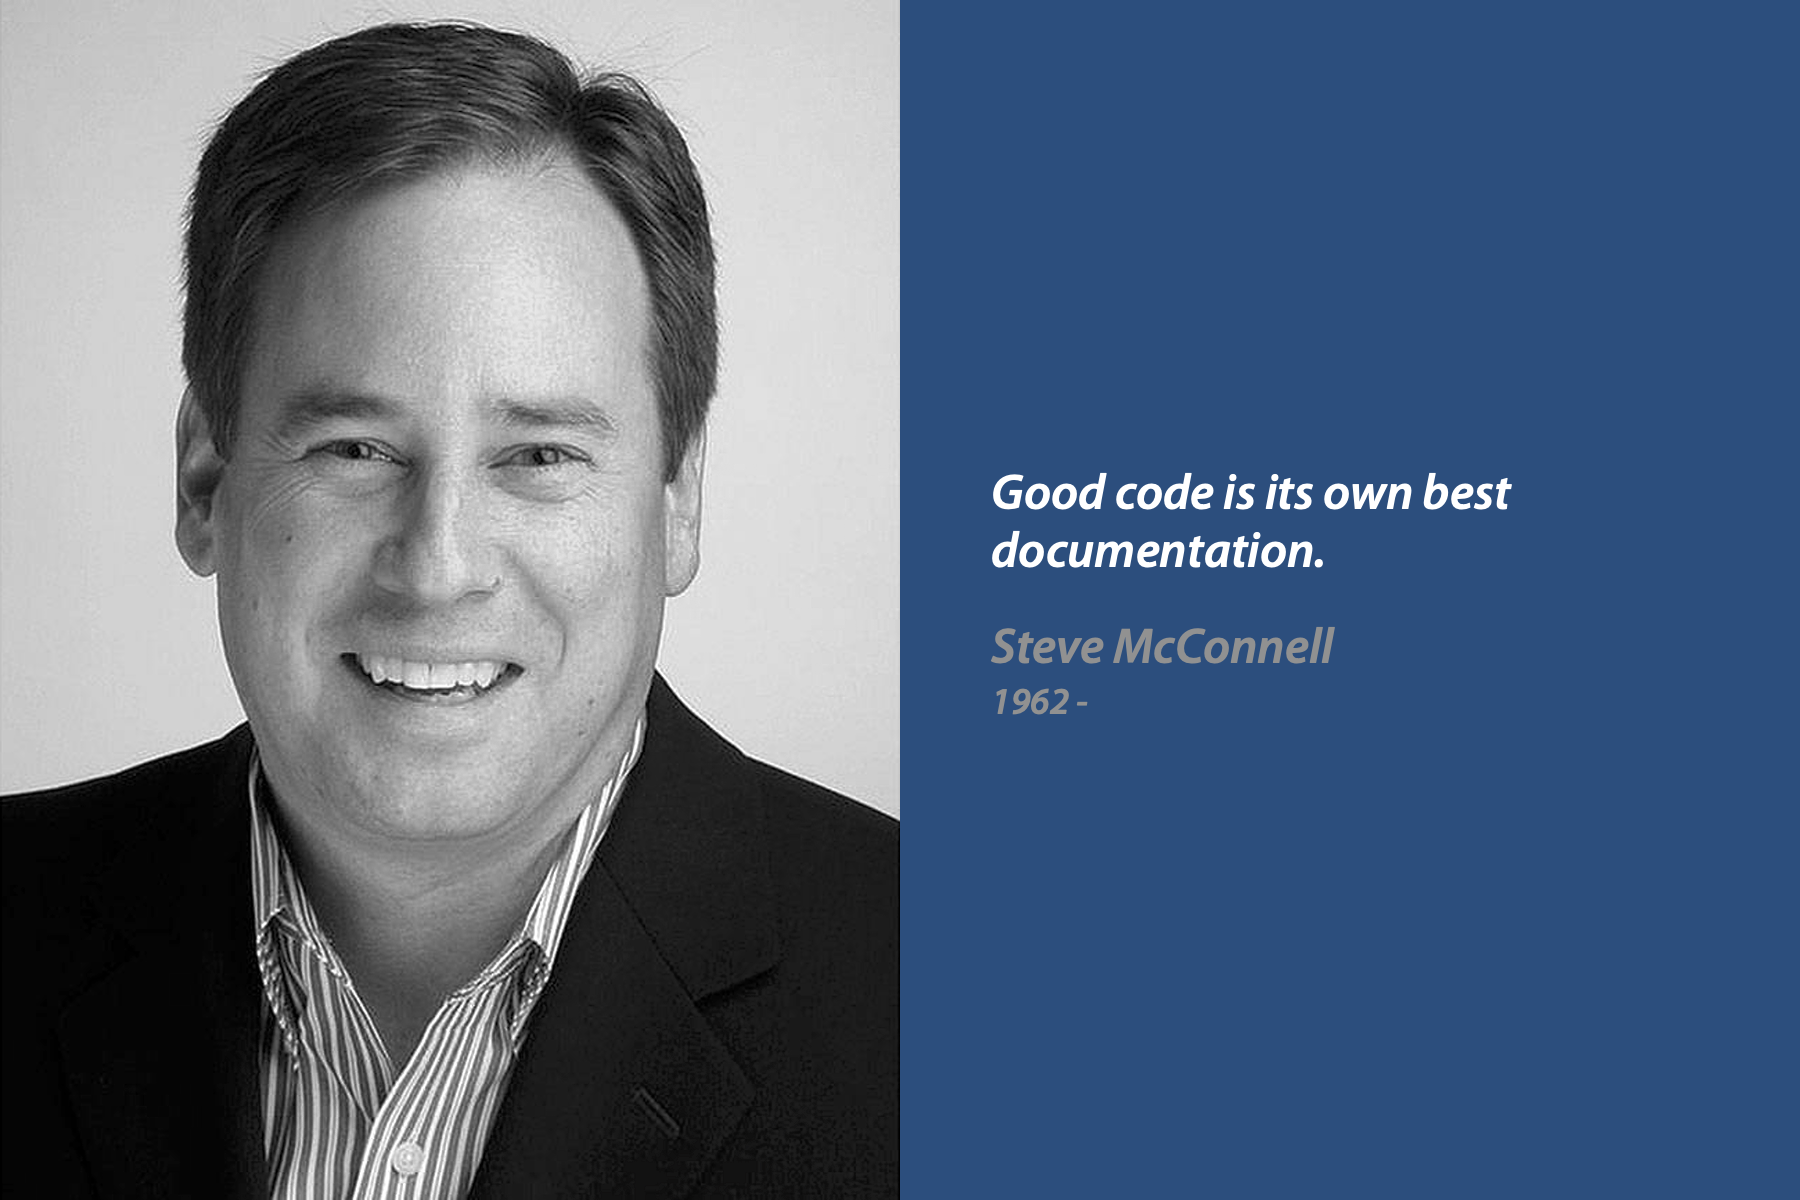 Good code is its own best
documentation.
Steve McConnell
1962 -